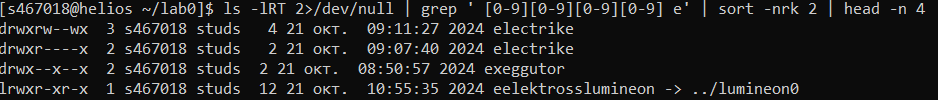 [s467018@helios ~/lab0]$ ls -lRT 2>/dev/null | grep ' [0-9][0-9][0-9][0-9] e' | sort -nrk 2 | head -n 4
drwxrw--wx  3 s467018 studs   4 21 окт.  09:11:27 2024 electrike
drwxr----x  2 s467018 studs   2 21 окт.  09:07:40 2024 electrike
drwx--x--x  2 s467018 studs  2 21 окт.  08:50:57 2024 exeggutor
lrwxr-xr-x  1 s467018 studs  12 21 окт.  10:55:35 2024 eelektrosslumineon -> ../lumineon0